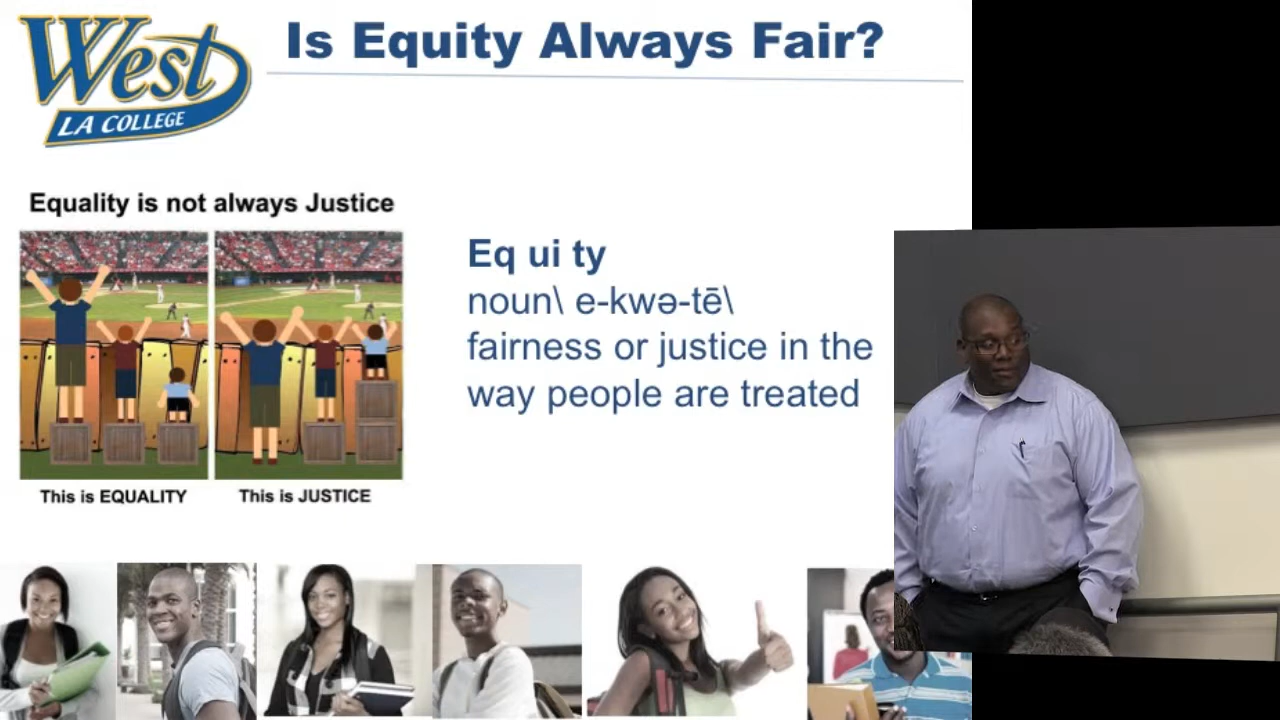 West
LA COLLEGE
Is Equity Always Fair?
Equality is not always Justice
This is EQUALITY
This is JUSTICE
Eq ui ty
noun\ e-kwə-tē\
fairness or justice in the
way people are treated